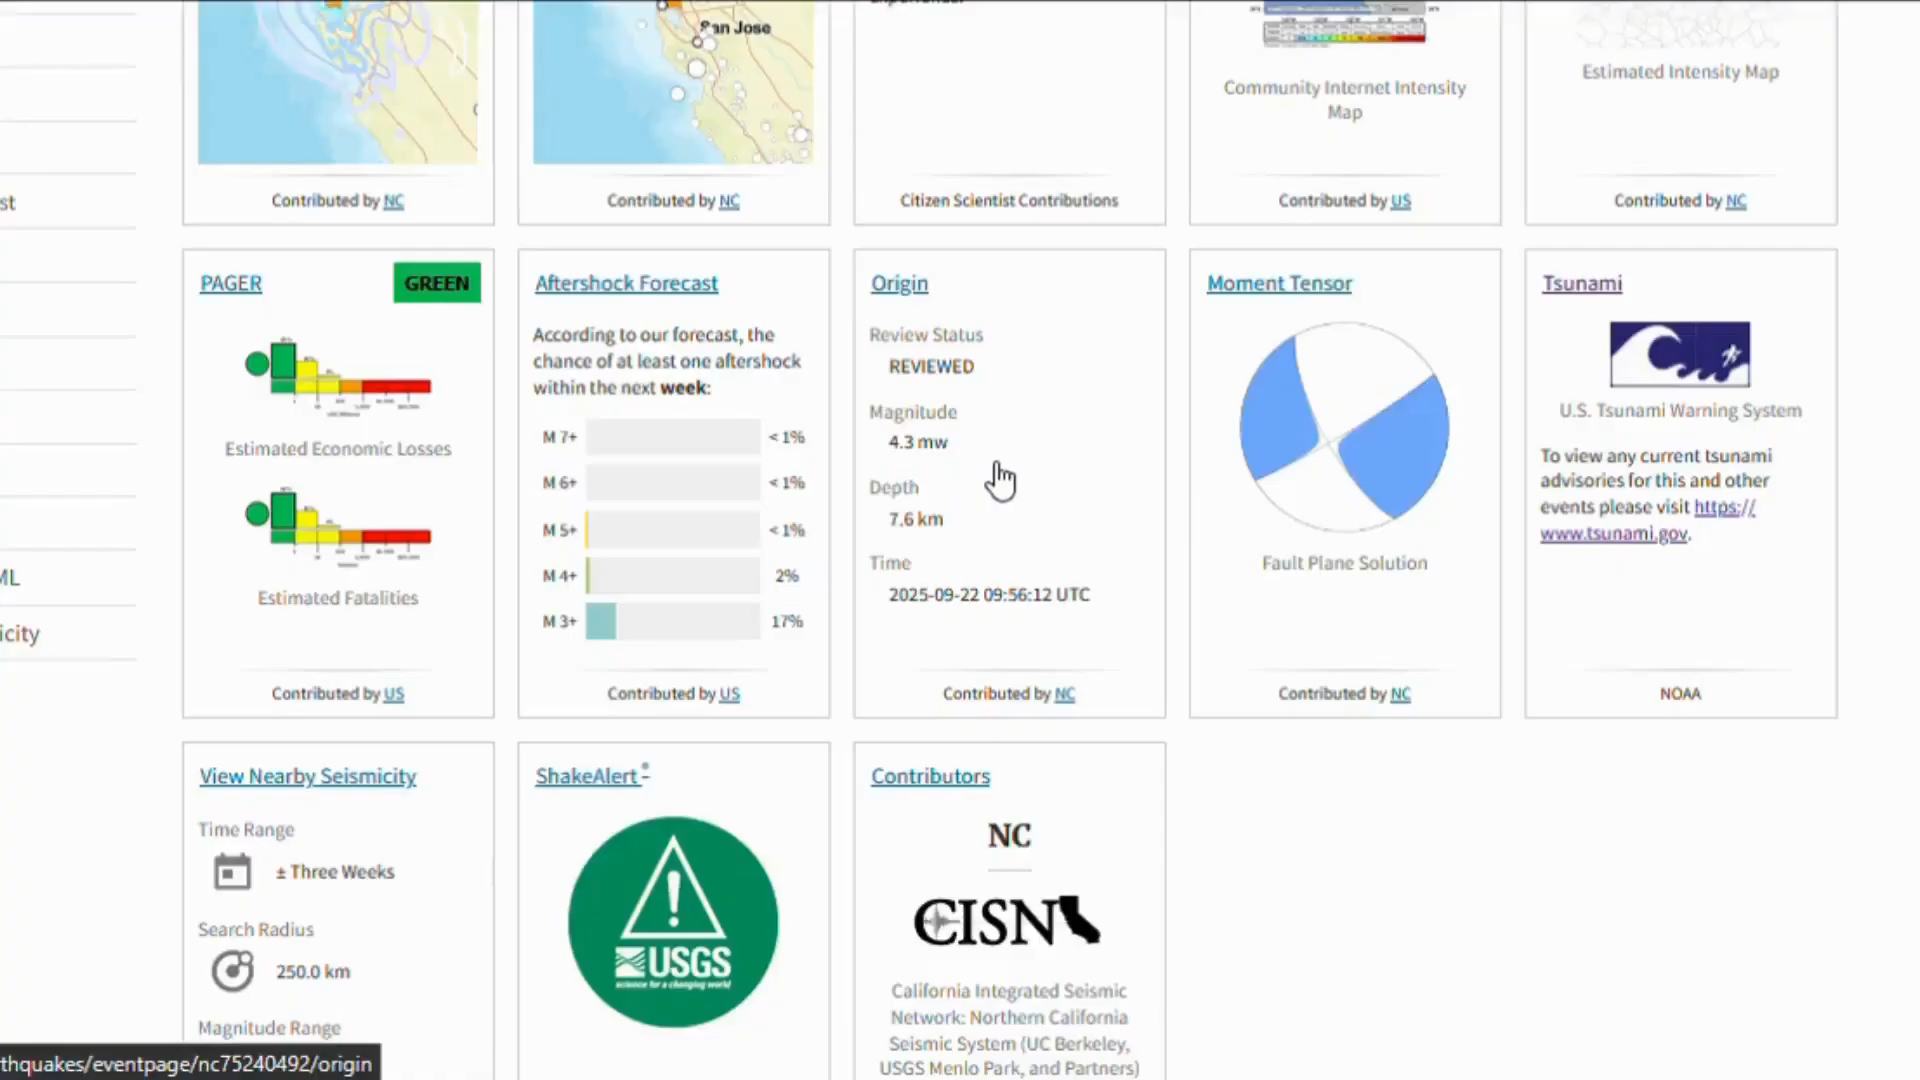 San Jose
Community Internet Intensity
Map
Estimated Intensity Map
st
Contributed by NC
Contributed by NC
Citizen Scientist Contributions
Contributed by US
Contributed by NC
PAGER
GREEN
Estimated Economic Losses
Estimated Fatalities
Contributed by US
Aftershock Forecast
According to our forecast, the
chance of at least one aftershock
within the next week:
M 7+ < 1%
M 6+ < 1%
M 5+ < 1%
M 4+ 2%
M 3+ 17%
Contributed by US
Origin
Review Status
REVIEWED
Magnitude
4.3 mw
Depth
7.6 km
Time
2025-09-22 09:56:12 UTC
Contributed by NC
Moment Tensor
Fault Plane Solution
Contributed by NC
Tsunami
U.S. Tsunami Warning System
To view any current tsunami
advisories for this and other
events please visit https://
www.tsunami.gov.
NOAA
ML
icity
View Nearby Seismicity
Time Range
± Three Weeks
Search Radius
250.0 km
Magnitude Range
ShakeAlert®
USGS
science for a changing world
Contributors
NC
CISN
California Integrated Seismic
Network: Northern California
Seismic System (UC Berkeley,
USGS Menlo Park, and Partners)
thquakes/eventpage/nc75240492/origin